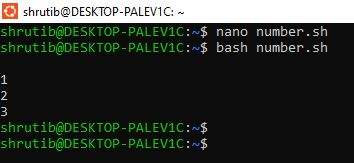 shrutib@DESKTOP-PALEV1C: ~
shrutib@DESKTOP-PALEV1C:~$ nano number.sh
shrutib@DESKTOP-PALEV1C:~$ bash number.sh
1
2
3
shrutib@DESKTOP-PALEV1C:~$
shrutib@DESKTOP-PALEV1C:~$